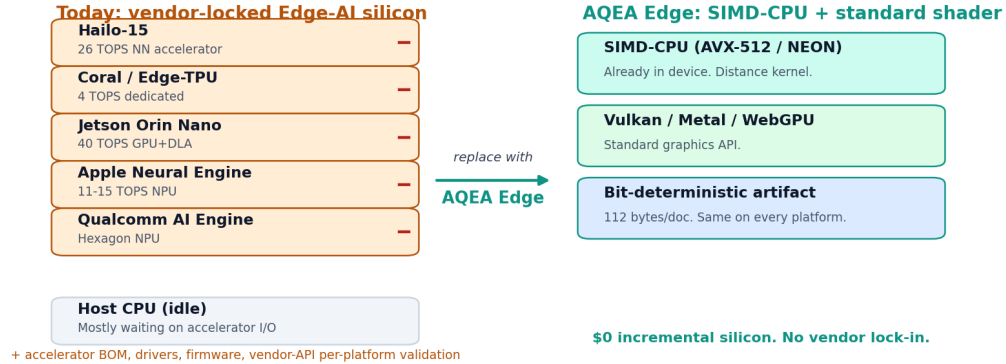 Today: vendor-locked Edge-AI silicon
Hailo-15
26 TOPS NN accelerator
Coral / Edge-TPU
4 TOPS dedicated
Jetson Orin Nano
40 TOPS GPU+DLA
Apple Neural Engine
11-15 TOPS NPU
Qualcomm AI Engine
Hexagon NPU
Host CPU (idle)
Mostly waiting on accelerator I/O
+ accelerator BOM, drivers, firmware, vendor-API per-platform validation
replace with
AQEA Edge
AQEA Edge: SIMD-CPU + standard shader
SIMD-CPU (AVX-512 / NEON)
Already in device. Distance kernel.
Vulkan / Metal / WebGPU
Standard graphics API.
Bit-deterministic artifact
112 bytes/doc. Same on every platform.
$0 incremental silicon. No vendor lock-in.